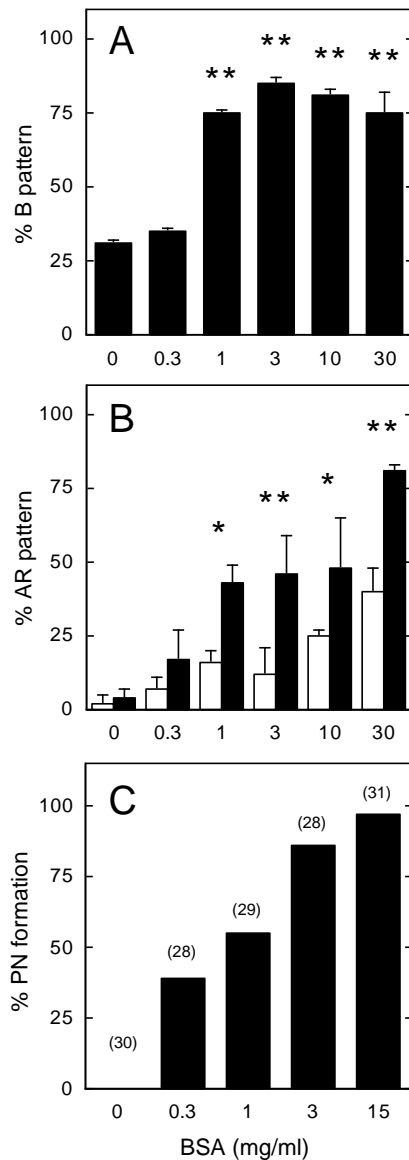 A
% B pattern
100
75
50
25
0
** ** ** **
0 0.3 1 3 10 30
B
% AR pattern
100
75
50
25
0
* ** * **
0 0.3 1 3 10 30
C
% PN formation
100
75
50
25
0
(30) (28) (29) (28) (31)
0 0.3 1 3 15
BSA (mg/ml)